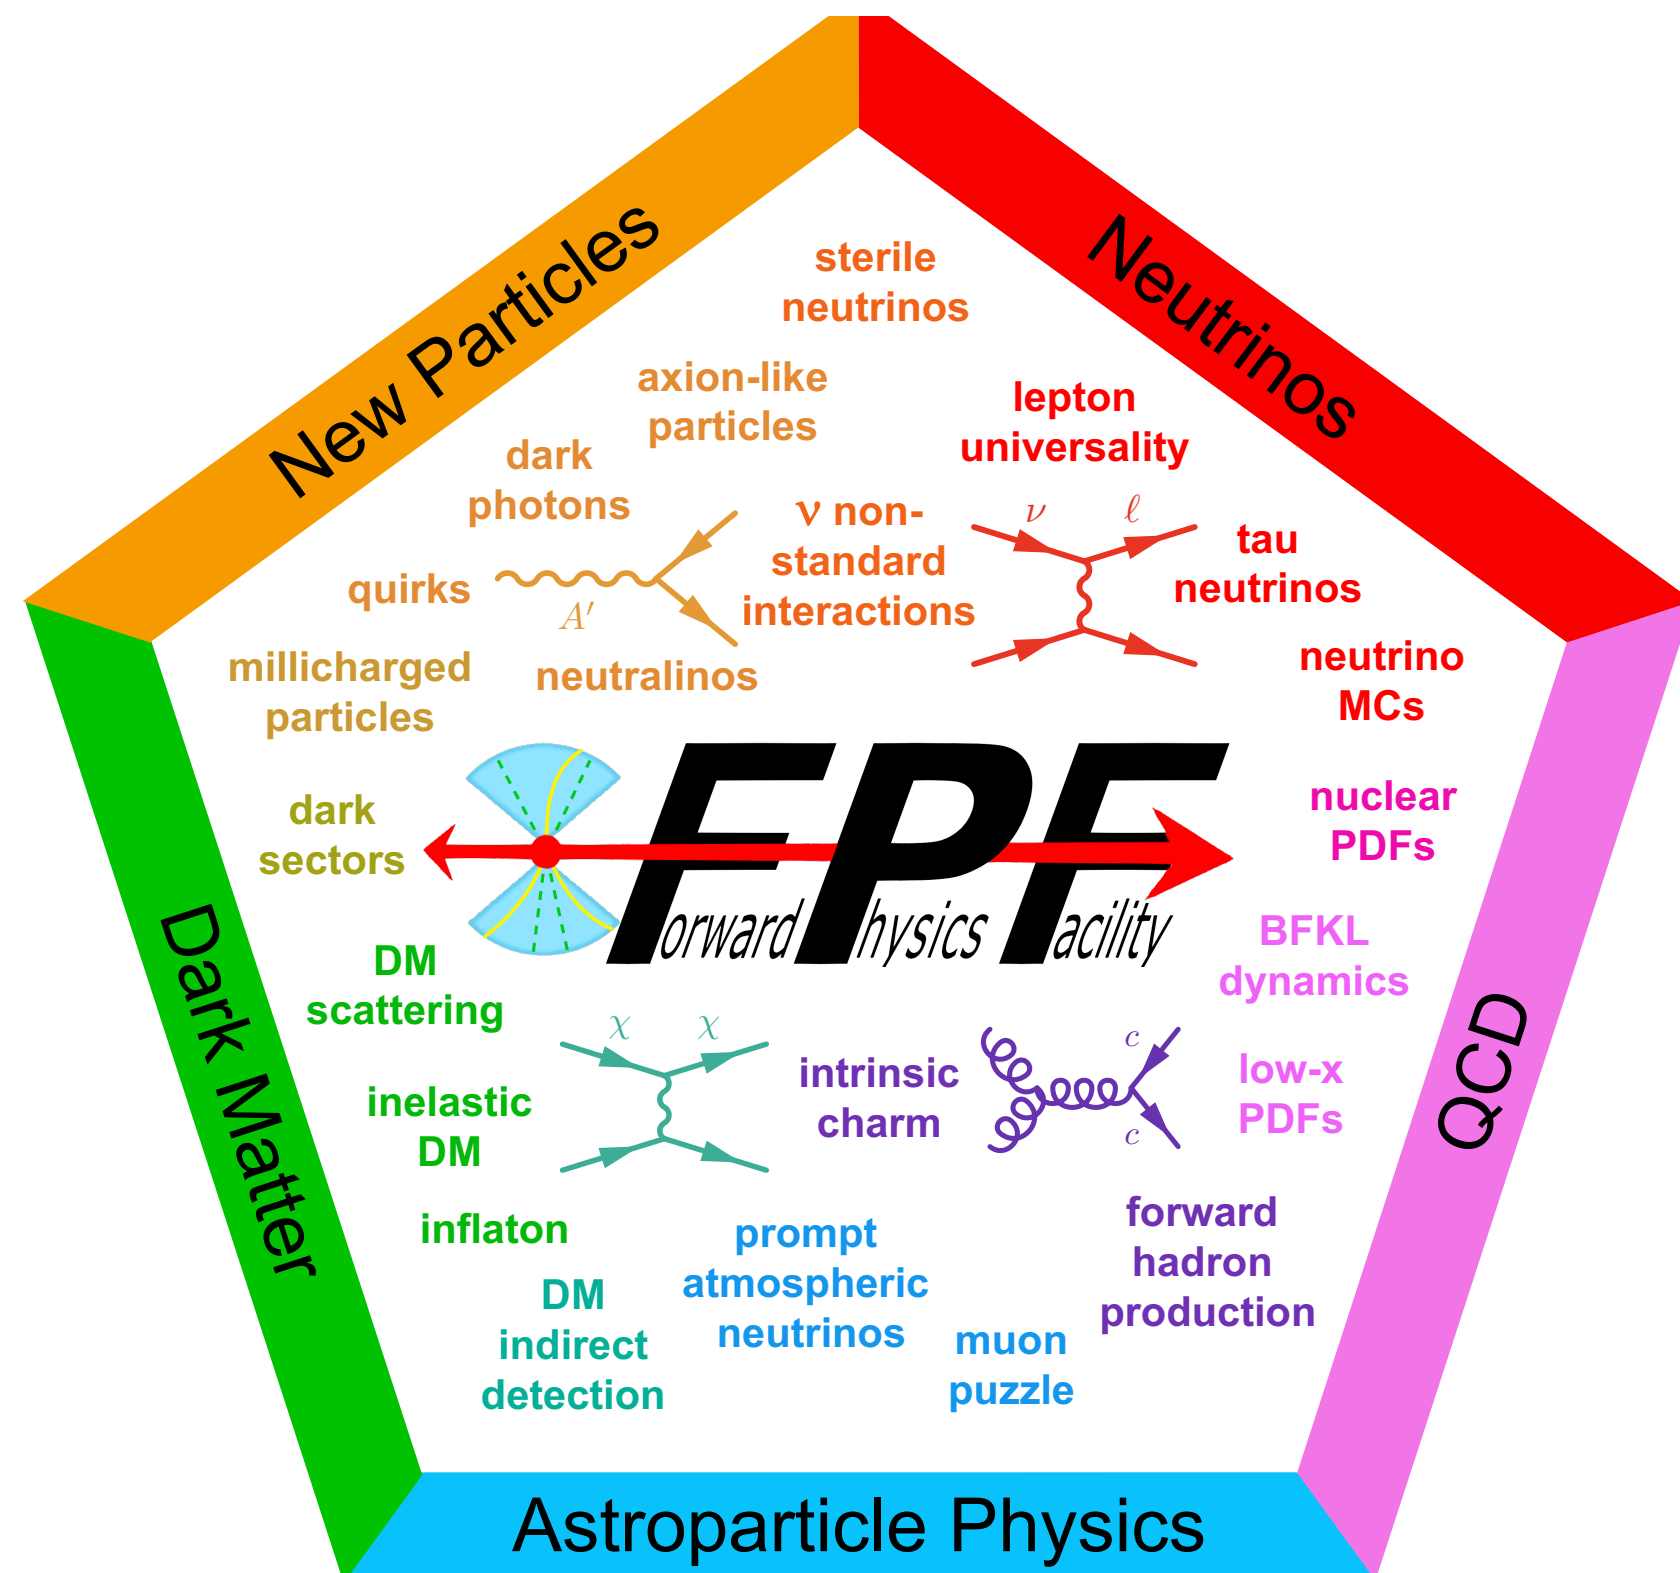 New Particles
Neutrinos
sterile
neutrinos
axion-like
particles
lepton
universality
dark
photons
ν non-
standard
interactions
ν
ℓ
tau
neutrinos
quirks
A′
neutralinos
millicharged
particles
neutrino
MCs
dark
sectors
Forward Physics Facility
nuclear
PDFs
Dark Matter
DM
scattering
BFKL
dynamics
QCD
χ
χ
inelastic
DM
intrinsic
charm
c
c
low-x
PDFs
inflaton
forward
hadron
production
prompt
atmospheric
neutrinos
DM
indirect
detection
muon
puzzle
Astroparticle Physics